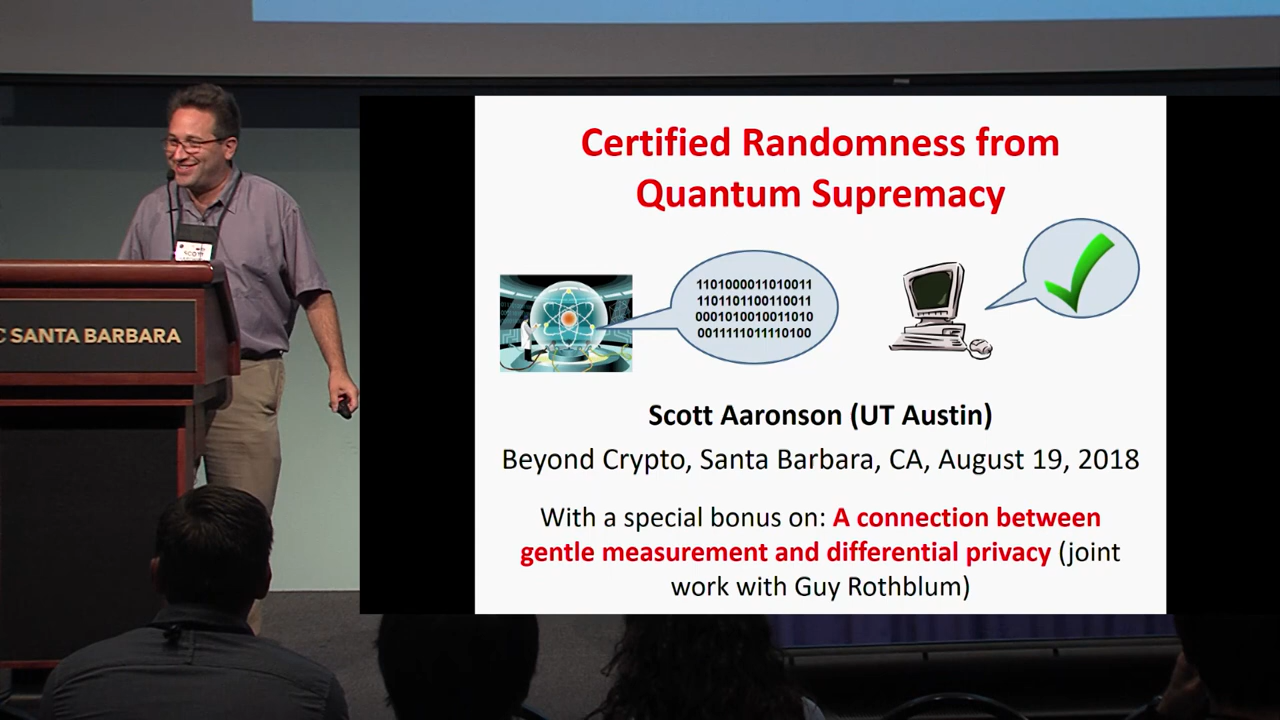 Certified Randomness from
Quantum Supremacy
1101000011010011
1101101100110011
0001010010011010
0011111011110100
Scott Aaronson (UT Austin)
Beyond Crypto, Santa Barbara, CA, August 19, 2018
With a special bonus on: A connection between
gentle measurement and differential privacy (joint
work with Guy Rothblum)
SCOTT
C SANTA BARBARA